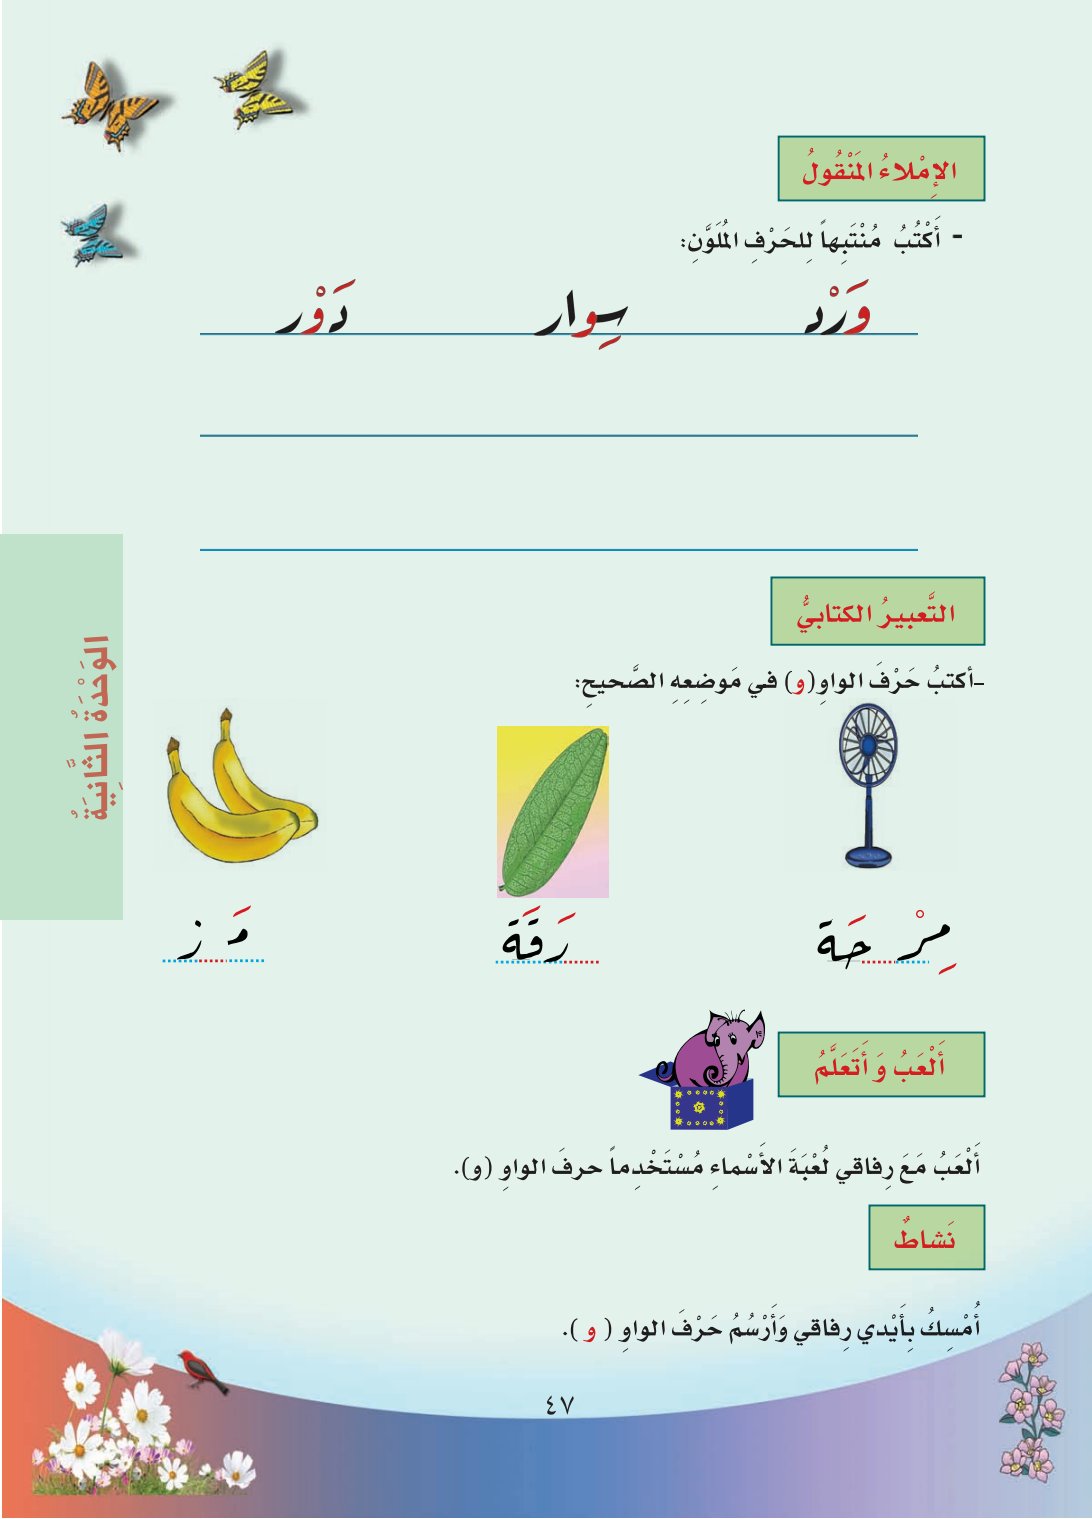 الإِمْلاءُ المَنْقُولُ
- أَكْتُبُ مُنْتَبِهاً لِلحَرْفِ المُلَوَّنِ:
وَرْد سِوار دَوْر
التَّعبيرُ الكتابيُّ
-أكتبُ حَرْفَ الواوِ(و) في مَوضِعِهِ الصَّحيحِ:
مِرْ حَة رَقَة مَ ز
أَلْعَبُ وَ أَتَعَلَّمُ
أَلْعَبُ مَعَ رِفاقي لُعْبَةَ الأَسْماءِ مُسْتَخْدِماً حرفَ الواوِ (و).
نَشاطٌ
أُمْسِكُ بِأَيْدي رِفاقي وَأَرْسُمُ حَرْفَ الواوِ ( و ).
الوَحْدَةُ الثَّانِيَةُ
٤٧